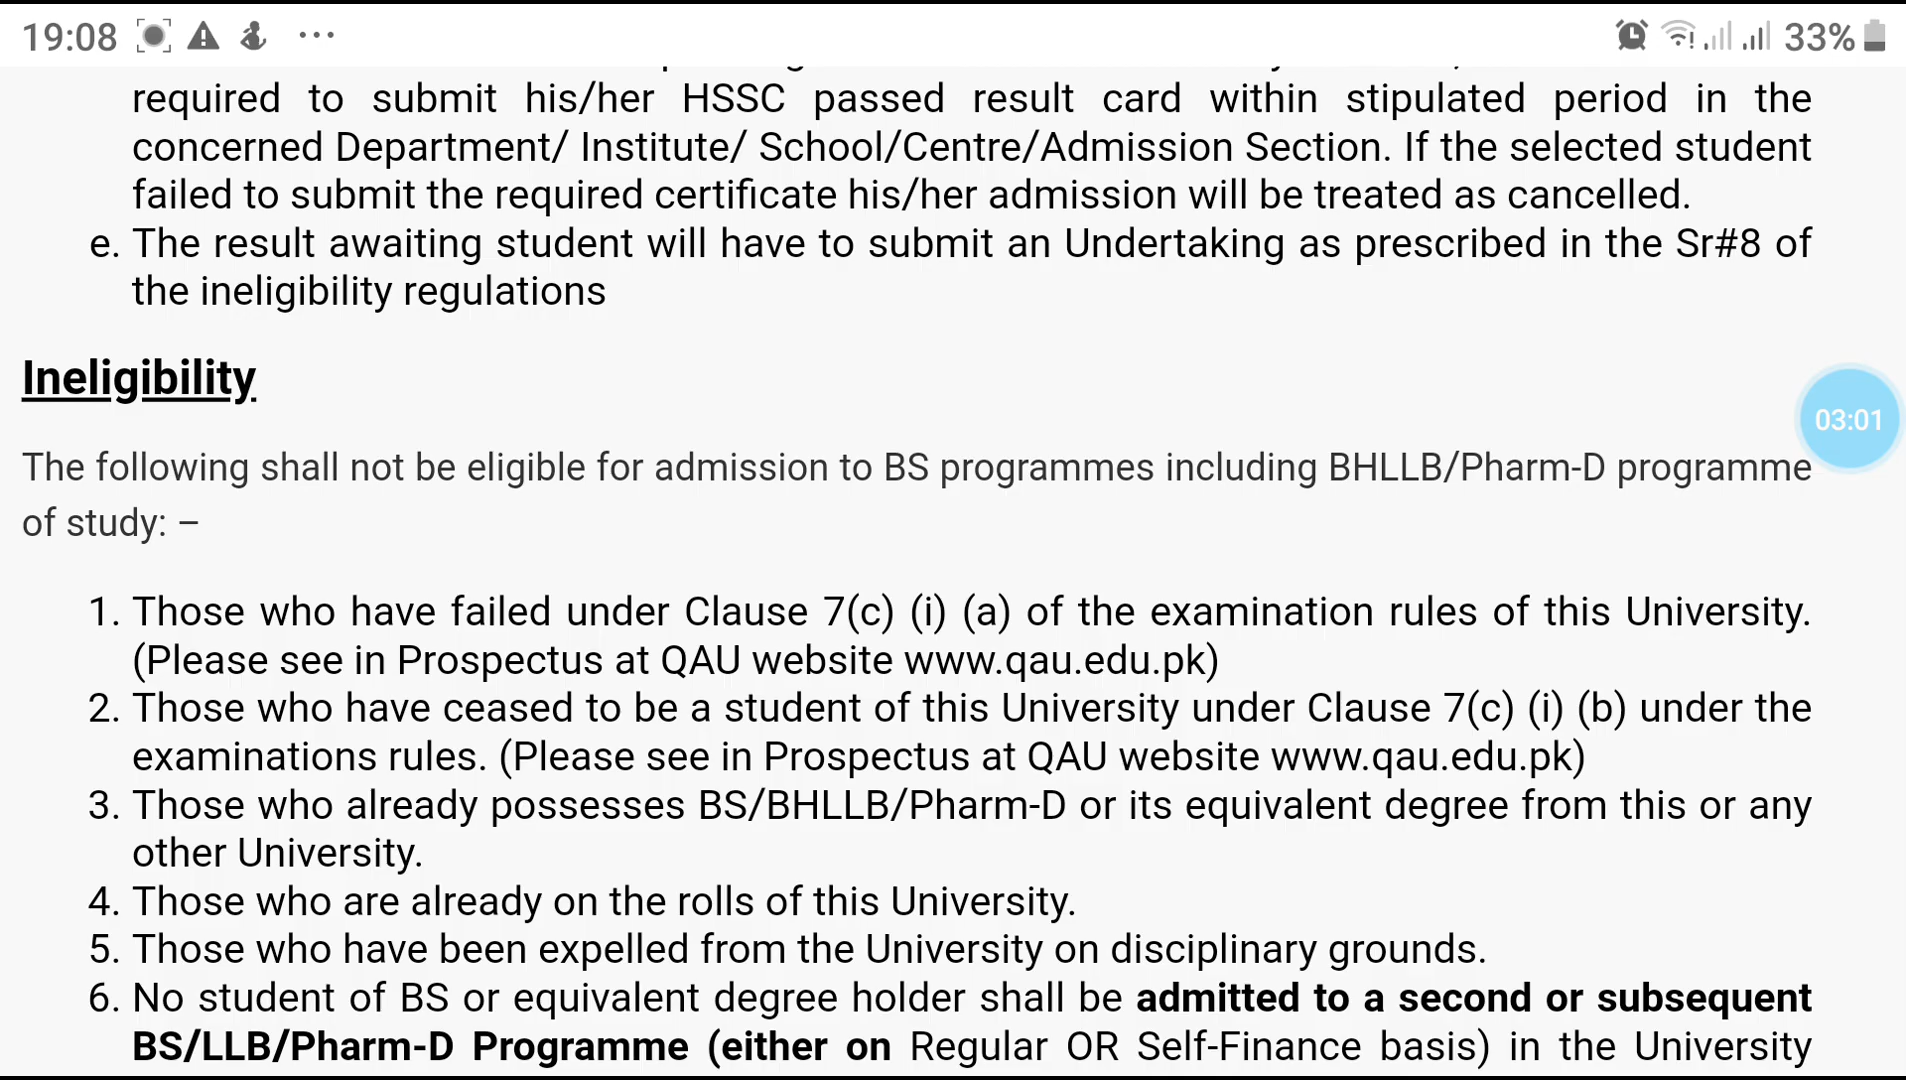 19:08 ... 33%
required to submit his/her HSSC passed result card within stipulated period in the
concerned Department/ Institute/ School/Centre/Admission Section. If the selected student
failed to submit the required certificate his/her admission will be treated as cancelled.
e. The result awaiting student will have to submit an Undertaking as prescribed in the Sr#8 of
the ineligibility regulations
Ineligibility
03:01
The following shall not be eligible for admission to BS programmes including BHLLB/Pharm-D programme
of study: –
1. Those who have failed under Clause 7(c) (i) (a) of the examination rules of this University.
(Please see in Prospectus at QAU website www.qau.edu.pk)
2. Those who have ceased to be a student of this University under Clause 7(c) (i) (b) under the
examinations rules. (Please see in Prospectus at QAU website www.qau.edu.pk)
3. Those who already possesses BS/BHLLB/Pharm-D or its equivalent degree from this or any
other University.
4. Those who are already on the rolls of this University.
5. Those who have been expelled from the University on disciplinary grounds.
6. No student of BS or equivalent degree holder shall be admitted to a second or subsequent
BS/LLB/Pharm-D Programme (either on Regular OR Self-Finance basis) in the University